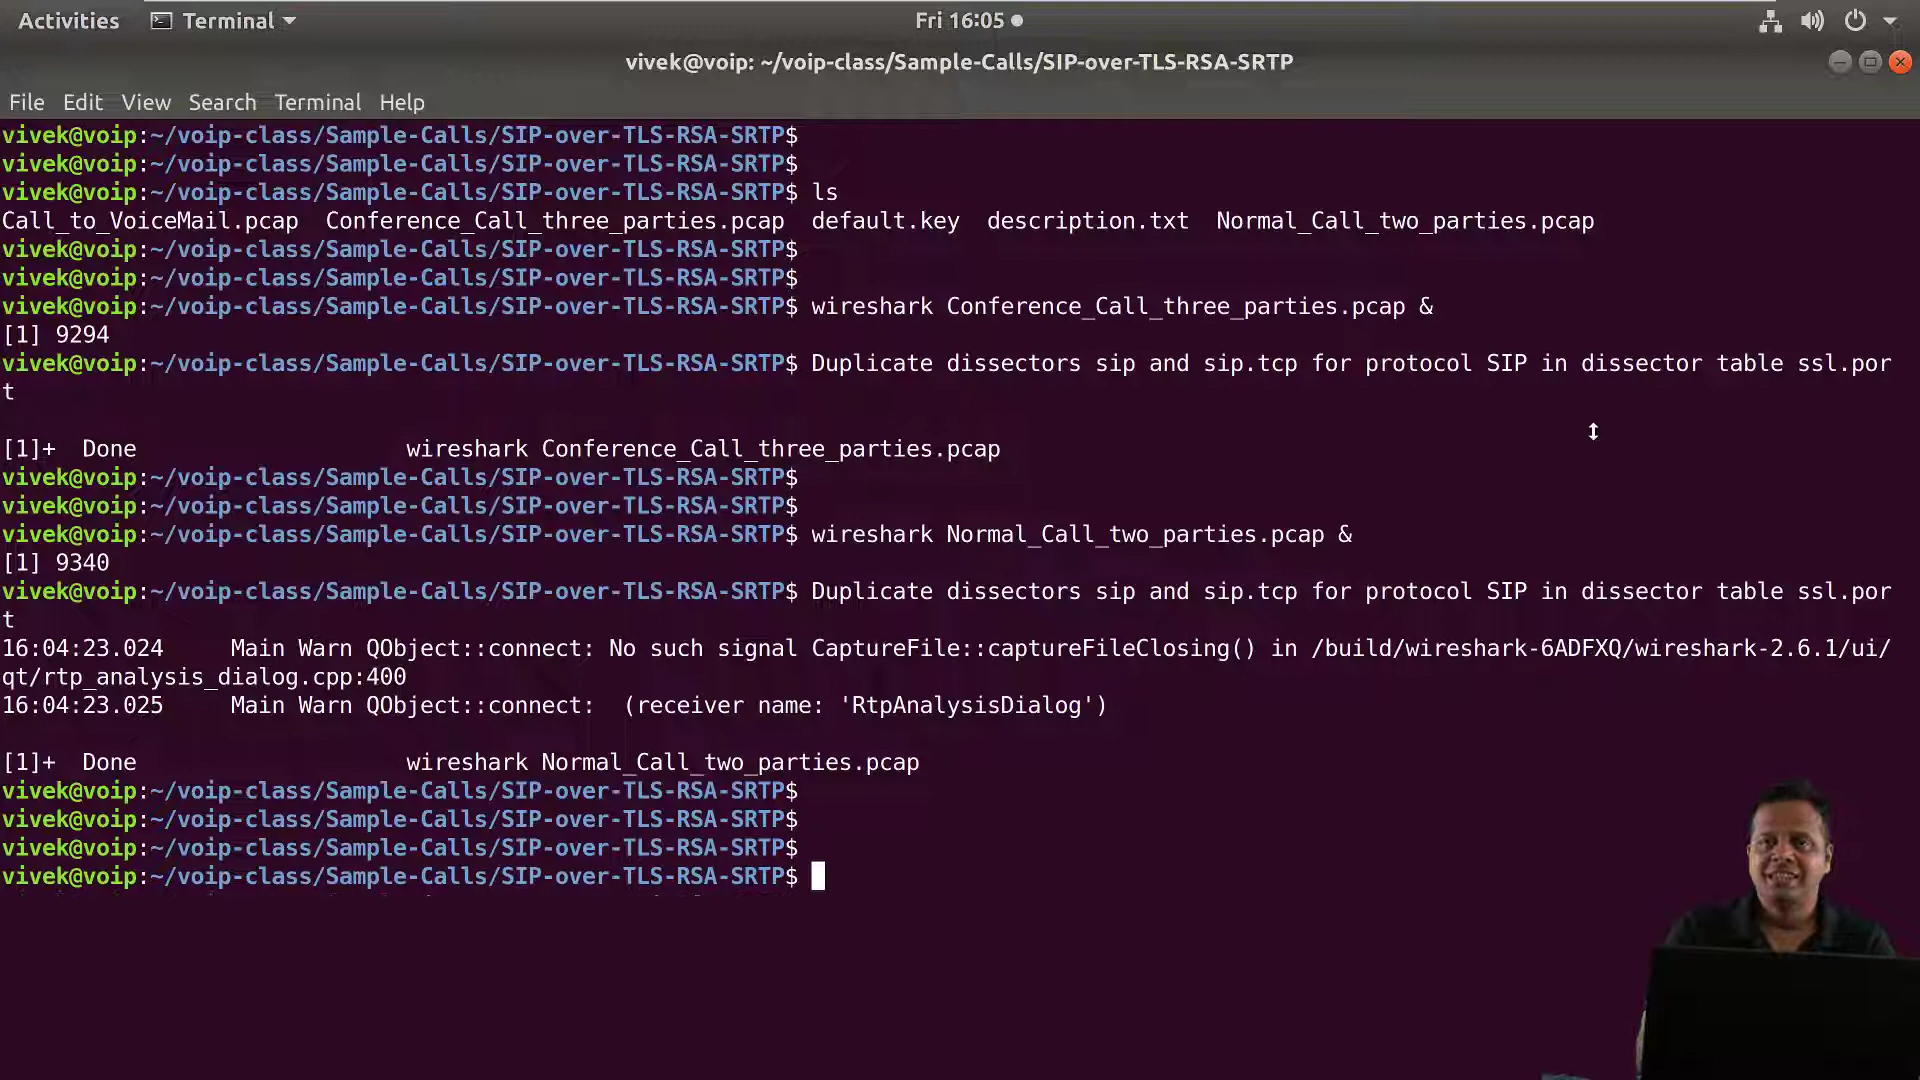 Activities Terminal Fri 16:05
vivek@voip: ~/voip-class/Sample-Calls/SIP-over-TLS-RSA-SRTP
File Edit View Search Terminal Help
vivek@voip:~/voip-class/Sample-Calls/SIP-over-TLS-RSA-SRTP$
vivek@voip:~/voip-class/Sample-Calls/SIP-over-TLS-RSA-SRTP$
vivek@voip:~/voip-class/Sample-Calls/SIP-over-TLS-RSA-SRTP$ ls
Call_to_VoiceMail.pcap  Conference_Call_three_parties.pcap  default.key  description.txt  Normal_Call_two_parties.pcap
vivek@voip:~/voip-class/Sample-Calls/SIP-over-TLS-RSA-SRTP$
vivek@voip:~/voip-class/Sample-Calls/SIP-over-TLS-RSA-SRTP$
vivek@voip:~/voip-class/Sample-Calls/SIP-over-TLS-RSA-SRTP$ wireshark Conference_Call_three_parties.pcap &
[1] 9294
vivek@voip:~/voip-class/Sample-Calls/SIP-over-TLS-RSA-SRTP$ Duplicate dissectors sip and sip.tcp for protocol SIP in dissector table ssl.por
t
[1]+  Done                    wireshark Conference_Call_three_parties.pcap
vivek@voip:~/voip-class/Sample-Calls/SIP-over-TLS-RSA-SRTP$
vivek@voip:~/voip-class/Sample-Calls/SIP-over-TLS-RSA-SRTP$
vivek@voip:~/voip-class/Sample-Calls/SIP-over-TLS-RSA-SRTP$ wireshark Normal_Call_two_parties.pcap &
[1] 9340
vivek@voip:~/voip-class/Sample-Calls/SIP-over-TLS-RSA-SRTP$ Duplicate dissectors sip and sip.tcp for protocol SIP in dissector table ssl.por
t
16:04:23.024     Main Warn QObject::connect: No such signal CaptureFile::captureFileClosing() in /build/wireshark-6ADFXQ/wireshark-2.6.1/ui/
qt/rtp_analysis_dialog.cpp:400
16:04:23.025     Main Warn QObject::connect:  (receiver name: 'RtpAnalysisDialog')
[1]+  Done                    wireshark Normal_Call_two_parties.pcap
vivek@voip:~/voip-class/Sample-Calls/SIP-over-TLS-RSA-SRTP$
vivek@voip:~/voip-class/Sample-Calls/SIP-over-TLS-RSA-SRTP$
vivek@voip:~/voip-class/Sample-Calls/SIP-over-TLS-RSA-SRTP$
vivek@voip:~/voip-class/Sample-Calls/SIP-over-TLS-RSA-SRTP$